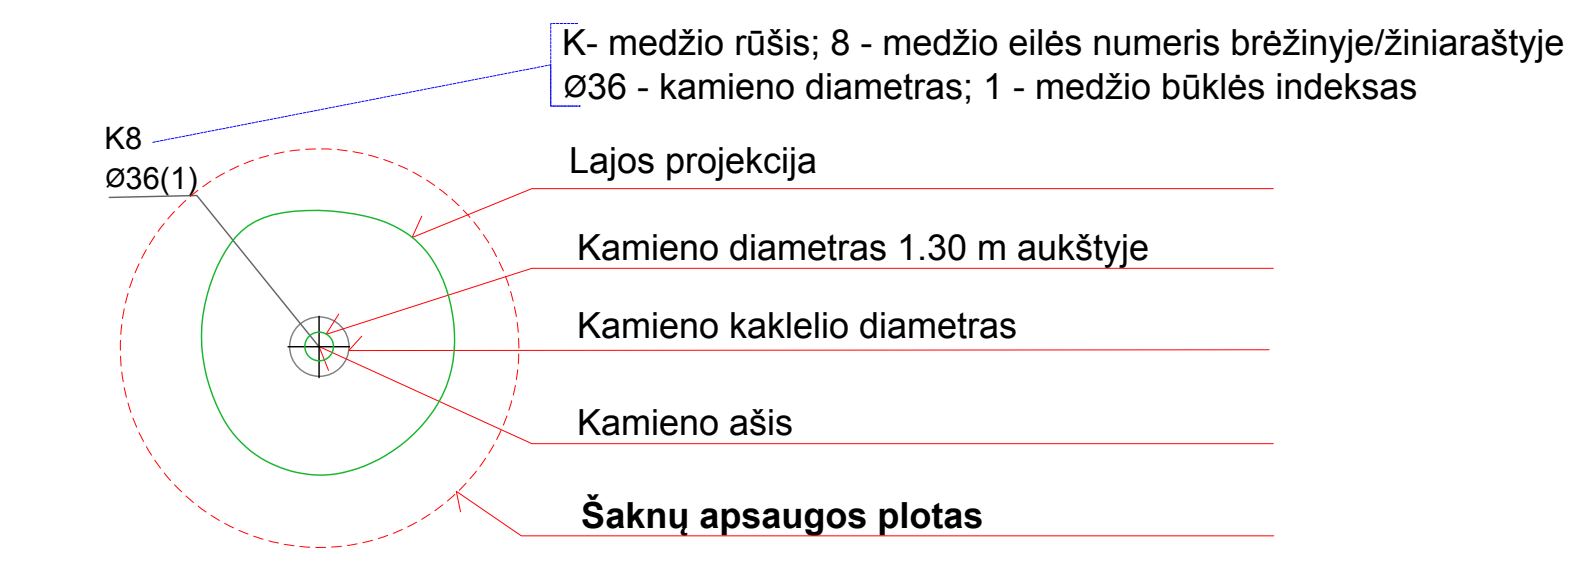 K- medžio rūšis; 8 - medžio eilės numeris brėžinyje/žiniaraštyje
Ø36 - kamieno diametras; 1 - medžio būklės indeksas
K8
Ø36(1)
Lajos projekcija
Kamieno diametras 1.30 m aukštyje
Kamieno kaklelio diametras
Kamieno ašis
Šaknų apsaugos plotas